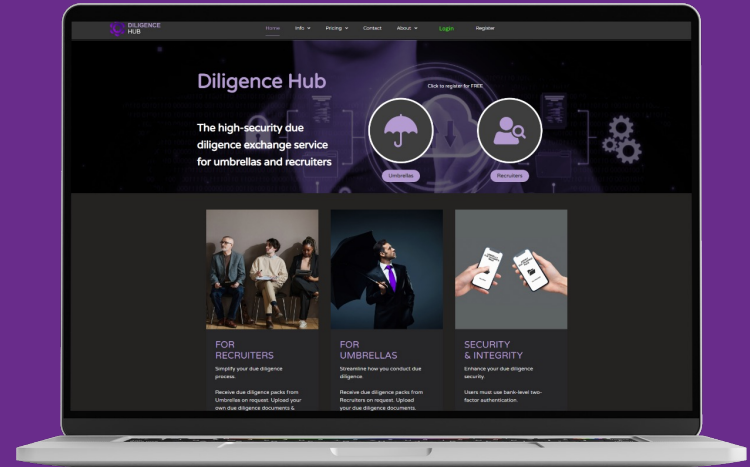 DILIGENCE
HUB
Home Info Pricing Contact About Login Register
Diligence Hub
Click to register for FREE
The high-security due
diligence exchange service
for umbrellas and recruiters
Umbrellas
Recruiters
FOR
RECRUITERS
Simplify your due diligence
process.
Receive due diligence packs from
Umbrellas on request. Upload your
own due diligence documents &
FOR
UMBRELLAS
Streamline how you conduct due
diligence.
Receive due diligence packs from
Recruiters on request. Upload
your due diligence documents.
SECURITY
& INTEGRITY
Enhance your due diligence
security.
Users must use bank-level two-
factor authentication.